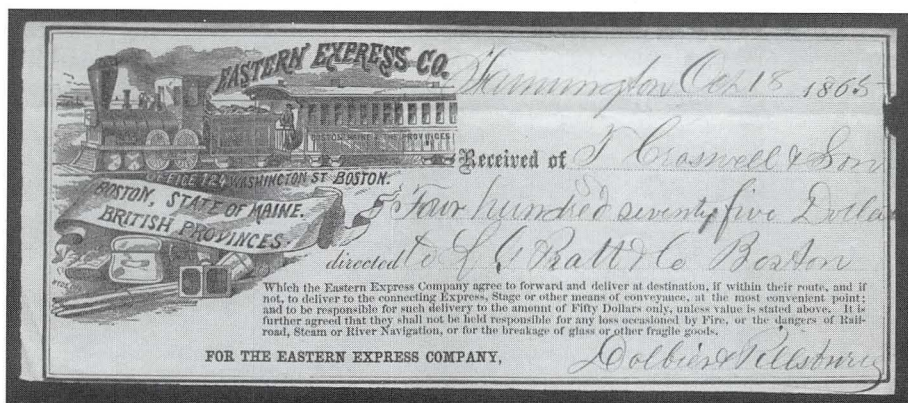 EASTERN EXPRESS CO.
Farmington Oct 18 1865
BOSTON, MAINE & THE PROVINCES
OFFICE 124 WASHINGTON ST BOSTON.
Received of T Croswell & Son
BOSTON, STATE OF MAINE.
BRITISH PROVINCES.
$ Four hundred seventy five Dollars
directed to L G Pratt & Co Boston
Which the Eastern Express Company agree to forward and deliver at destination, if within their route, and if
not, to deliver to the connecting Express, Stage or other means of conveyance, at the most convenient point;
and to be responsible for such delivery to the amount of Fifty Dollars only, unless value is stated above. It is
further agreed that they shall not be held responsible for any loss occasioned by Fire, or the dangers of Rail-
road, Steam or River Navigation, or for the breakage of glass or other fragile goods.
FOR THE EASTERN EXPRESS COMPANY,
Dolbier & Pillsbury